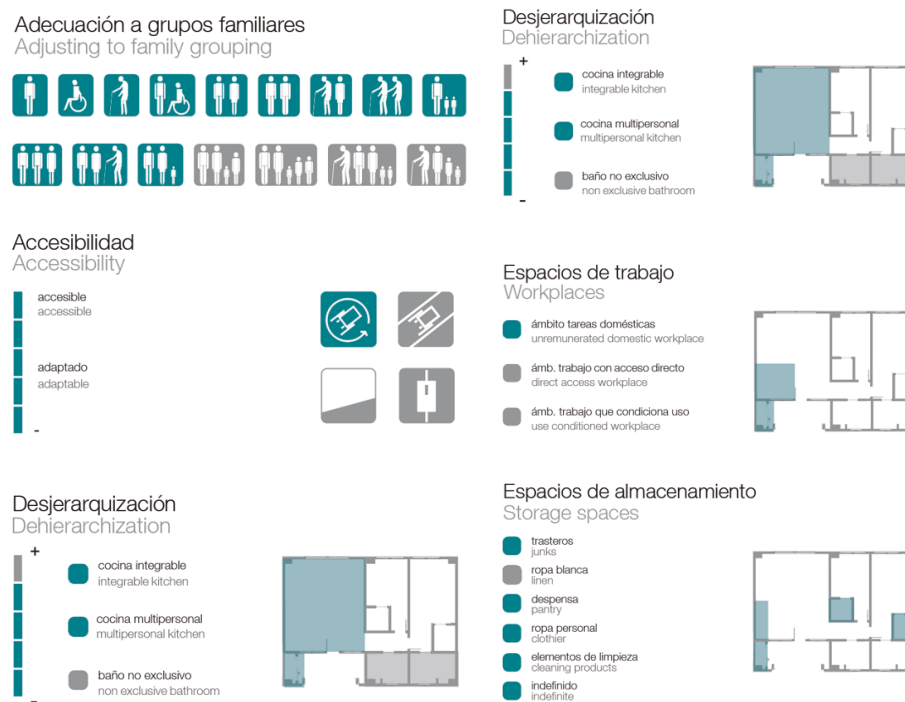 Adecuación a grupos familiares
Adjusting to family grouping
Accesibilidad
Accessibility
accesible
accessible
adaptado
adaptable
-
Desjerarquización
Dehierarchization
+
cocina integrable
integrable kitchen
cocina multipersonal
multipersonal kitchen
baño no exclusivo
non exclusive bathroom
-
Desjerarquización
Dehierarchization
+
cocina integrable
integrable kitchen
cocina multipersonal
multipersonal kitchen
baño no exclusivo
non exclusive bathroom
-
Espacios de trabajo
Workplaces
ámbito tareas domésticas
unremunerated domestic workplace
ámb. trabajo con acceso directo
direct access workplace
ámb. trabajo que condiciona uso
use conditioned workplace
Espacios de almacenamiento
Storage spaces
trasteros
junks
ropa blanca
linen
despensa
pantry
ropa personal
clothier
elementos de limpieza
cleaning products
indefinido
indefinite